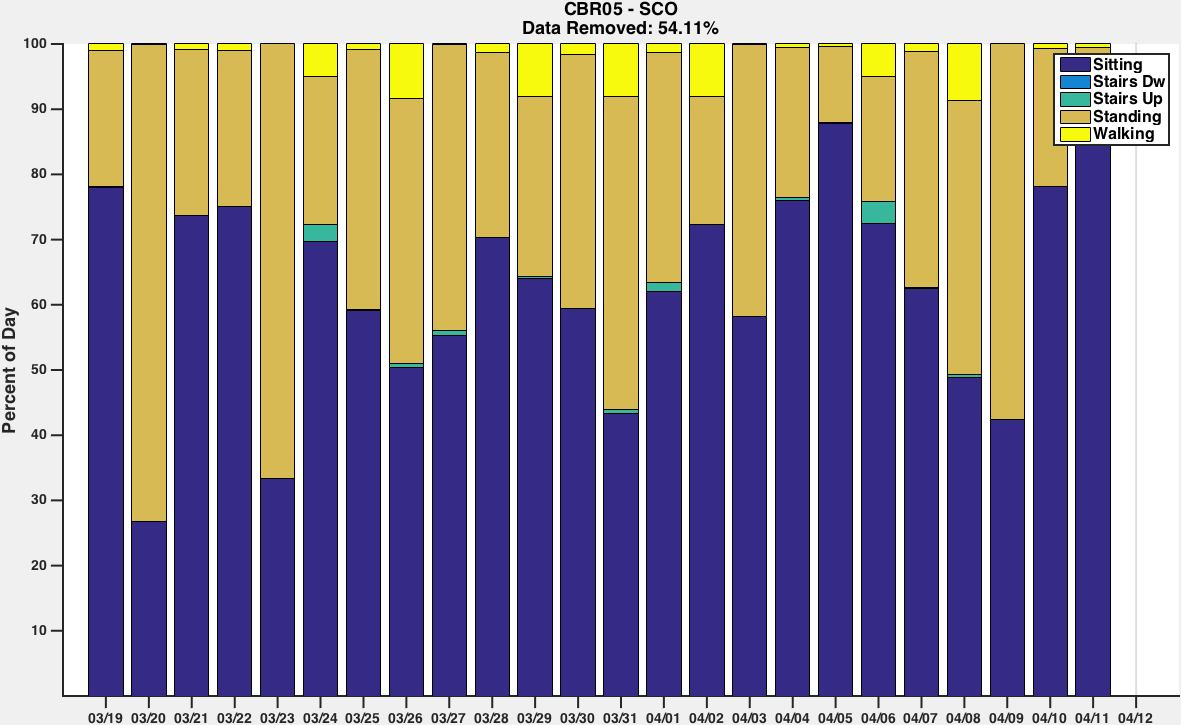 CBR05 - SCO
Data Removed: 54.11%
Percent of Day
100
90
80
70
60
50
40
30
20
10
Sitting
Stairs Dw
Stairs Up
Standing
Walking
03/19 03/20 03/21 03/22 03/23 03/24 03/25 03/26 03/27 03/28 03/29 03/30 03/31 04/01 04/02 04/03 04/04 04/05 04/06 04/07 04/08 04/09 04/10 04/11 04/12